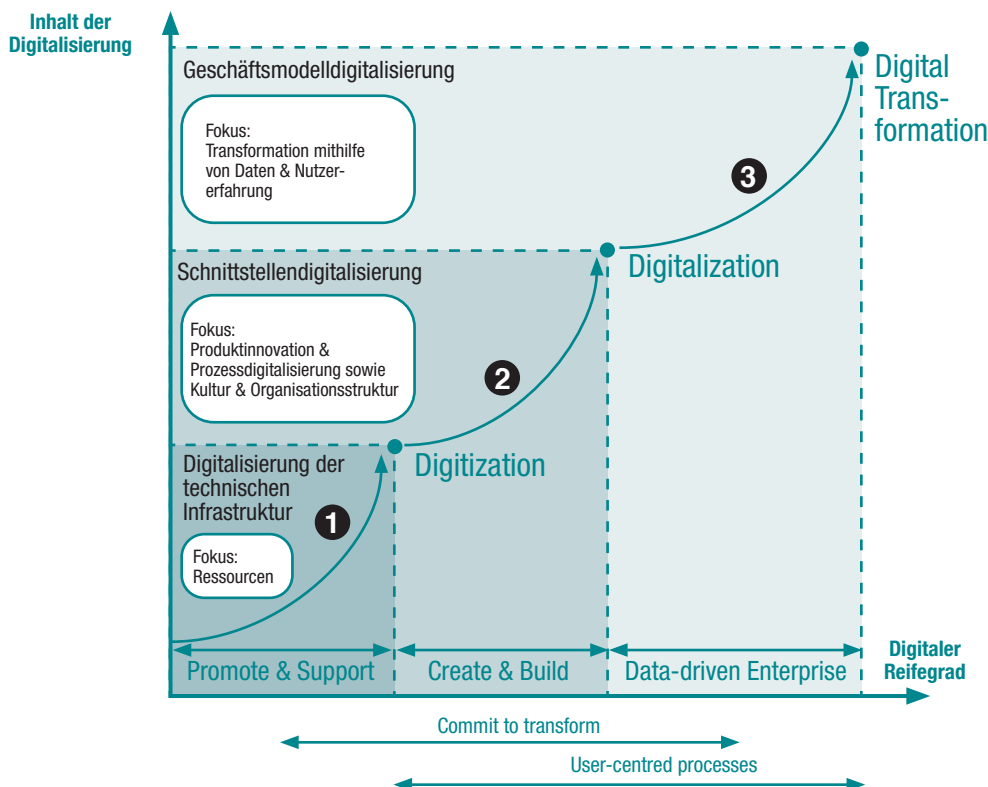 Inhalt der
Digitalisierung
Geschäftsmodelldigitalisierung
Fokus:
Transformation mithilfe
von Daten & Nutzer-
erfahrung
Digital
Trans-
formation
3
Schnittstellendigitalisierung
Digitalization
Fokus:
Produktinnovation &
Prozessdigitalisierung sowie
Kultur & Organisationsstruktur
2
Digitalisierung der
technischen
Infrastruktur
Digitization
1
Fokus:
Ressourcen
Promote & Support
Create & Build
Data-driven Enterprise
Digitaler
Reifegrad
Commit to transform
User-centred processes